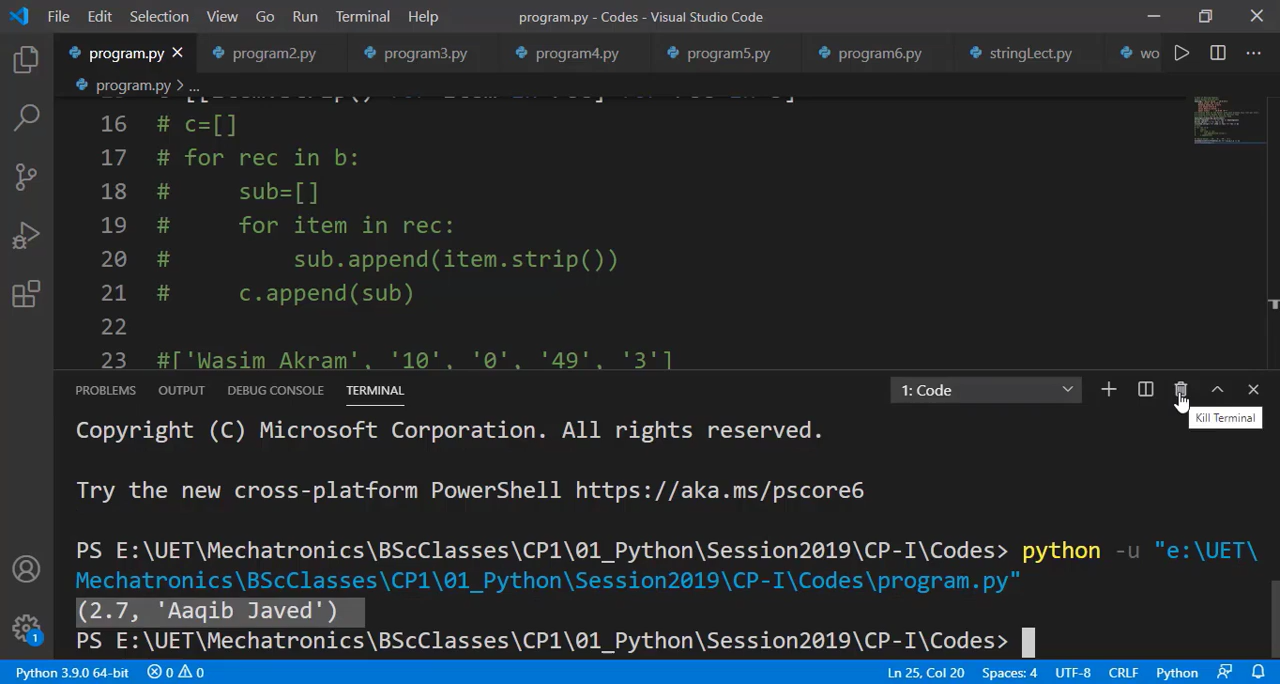 File Edit Selection View Go Run Terminal Help program.py - Codes - Visual Studio Code
program.py program2.py program3.py program4.py program5.py program6.py stringLect.py wo
program.py > ...
16 # c=[]
17 # for rec in b:
18 # sub=[]
19 # for item in rec:
20 # sub.append(item.strip())
21 # c.append(sub)
22
23 #['Wasim Akram', '10', '0', '49', '3']
PROBLEMS OUTPUT DEBUG CONSOLE TERMINAL 1: Code
Kill Terminal
Copyright (C) Microsoft Corporation. All rights reserved.
Try the new cross-platform PowerShell https://aka.ms/pscore6
PS E:\UET\Mechatronics\BScClasses\CP1\01_Python\Session2019\CP-I\Codes> python -u "e:\UET\
Mechatronics\BScClasses\CP1\01_Python\Session2019\CP-I\Codes\program.py"
(2.7, 'Aaqib Javed')
PS E:\UET\Mechatronics\BScClasses\CP1\01_Python\Session2019\CP-I\Codes>
1
Python 3.9.0 64-bit 0 0 Ln 25, Col 20 Spaces: 4 UTF-8 CRLF Python